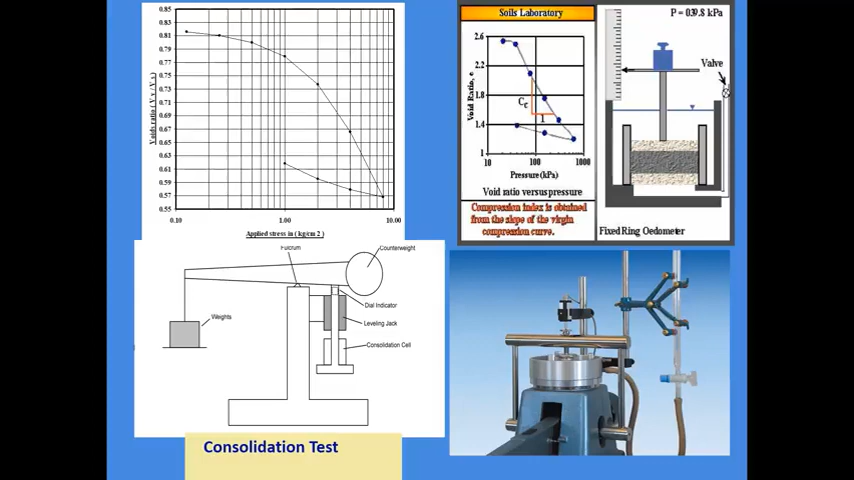 0.85
0.83
0.81
0.79
0.77
0.75
0.73
0.71
0.69
0.67
0.65
0.63
0.61
0.59
0.57
0.55
Voids ratio ( V.v / V.s )
0.10
1.00
10.00
Applied stress in ( kg/cm 2 )
Soils Laboratory
Void Ratio, e
2.6
2.2
1.8
1.4
1
Cc
1
10
100
1000
Pressure (kPa)
Void ratio versus pressure
Compression index is obtained
from the slope of the virgin
compression curve.
P = 039.8 kPa
Valve
Fixed Ring Oedometer
Fulcrum
Counterweight
Dial Indicator
Leveling Jack
Weights
Consolidation Cell
Consolidation Test